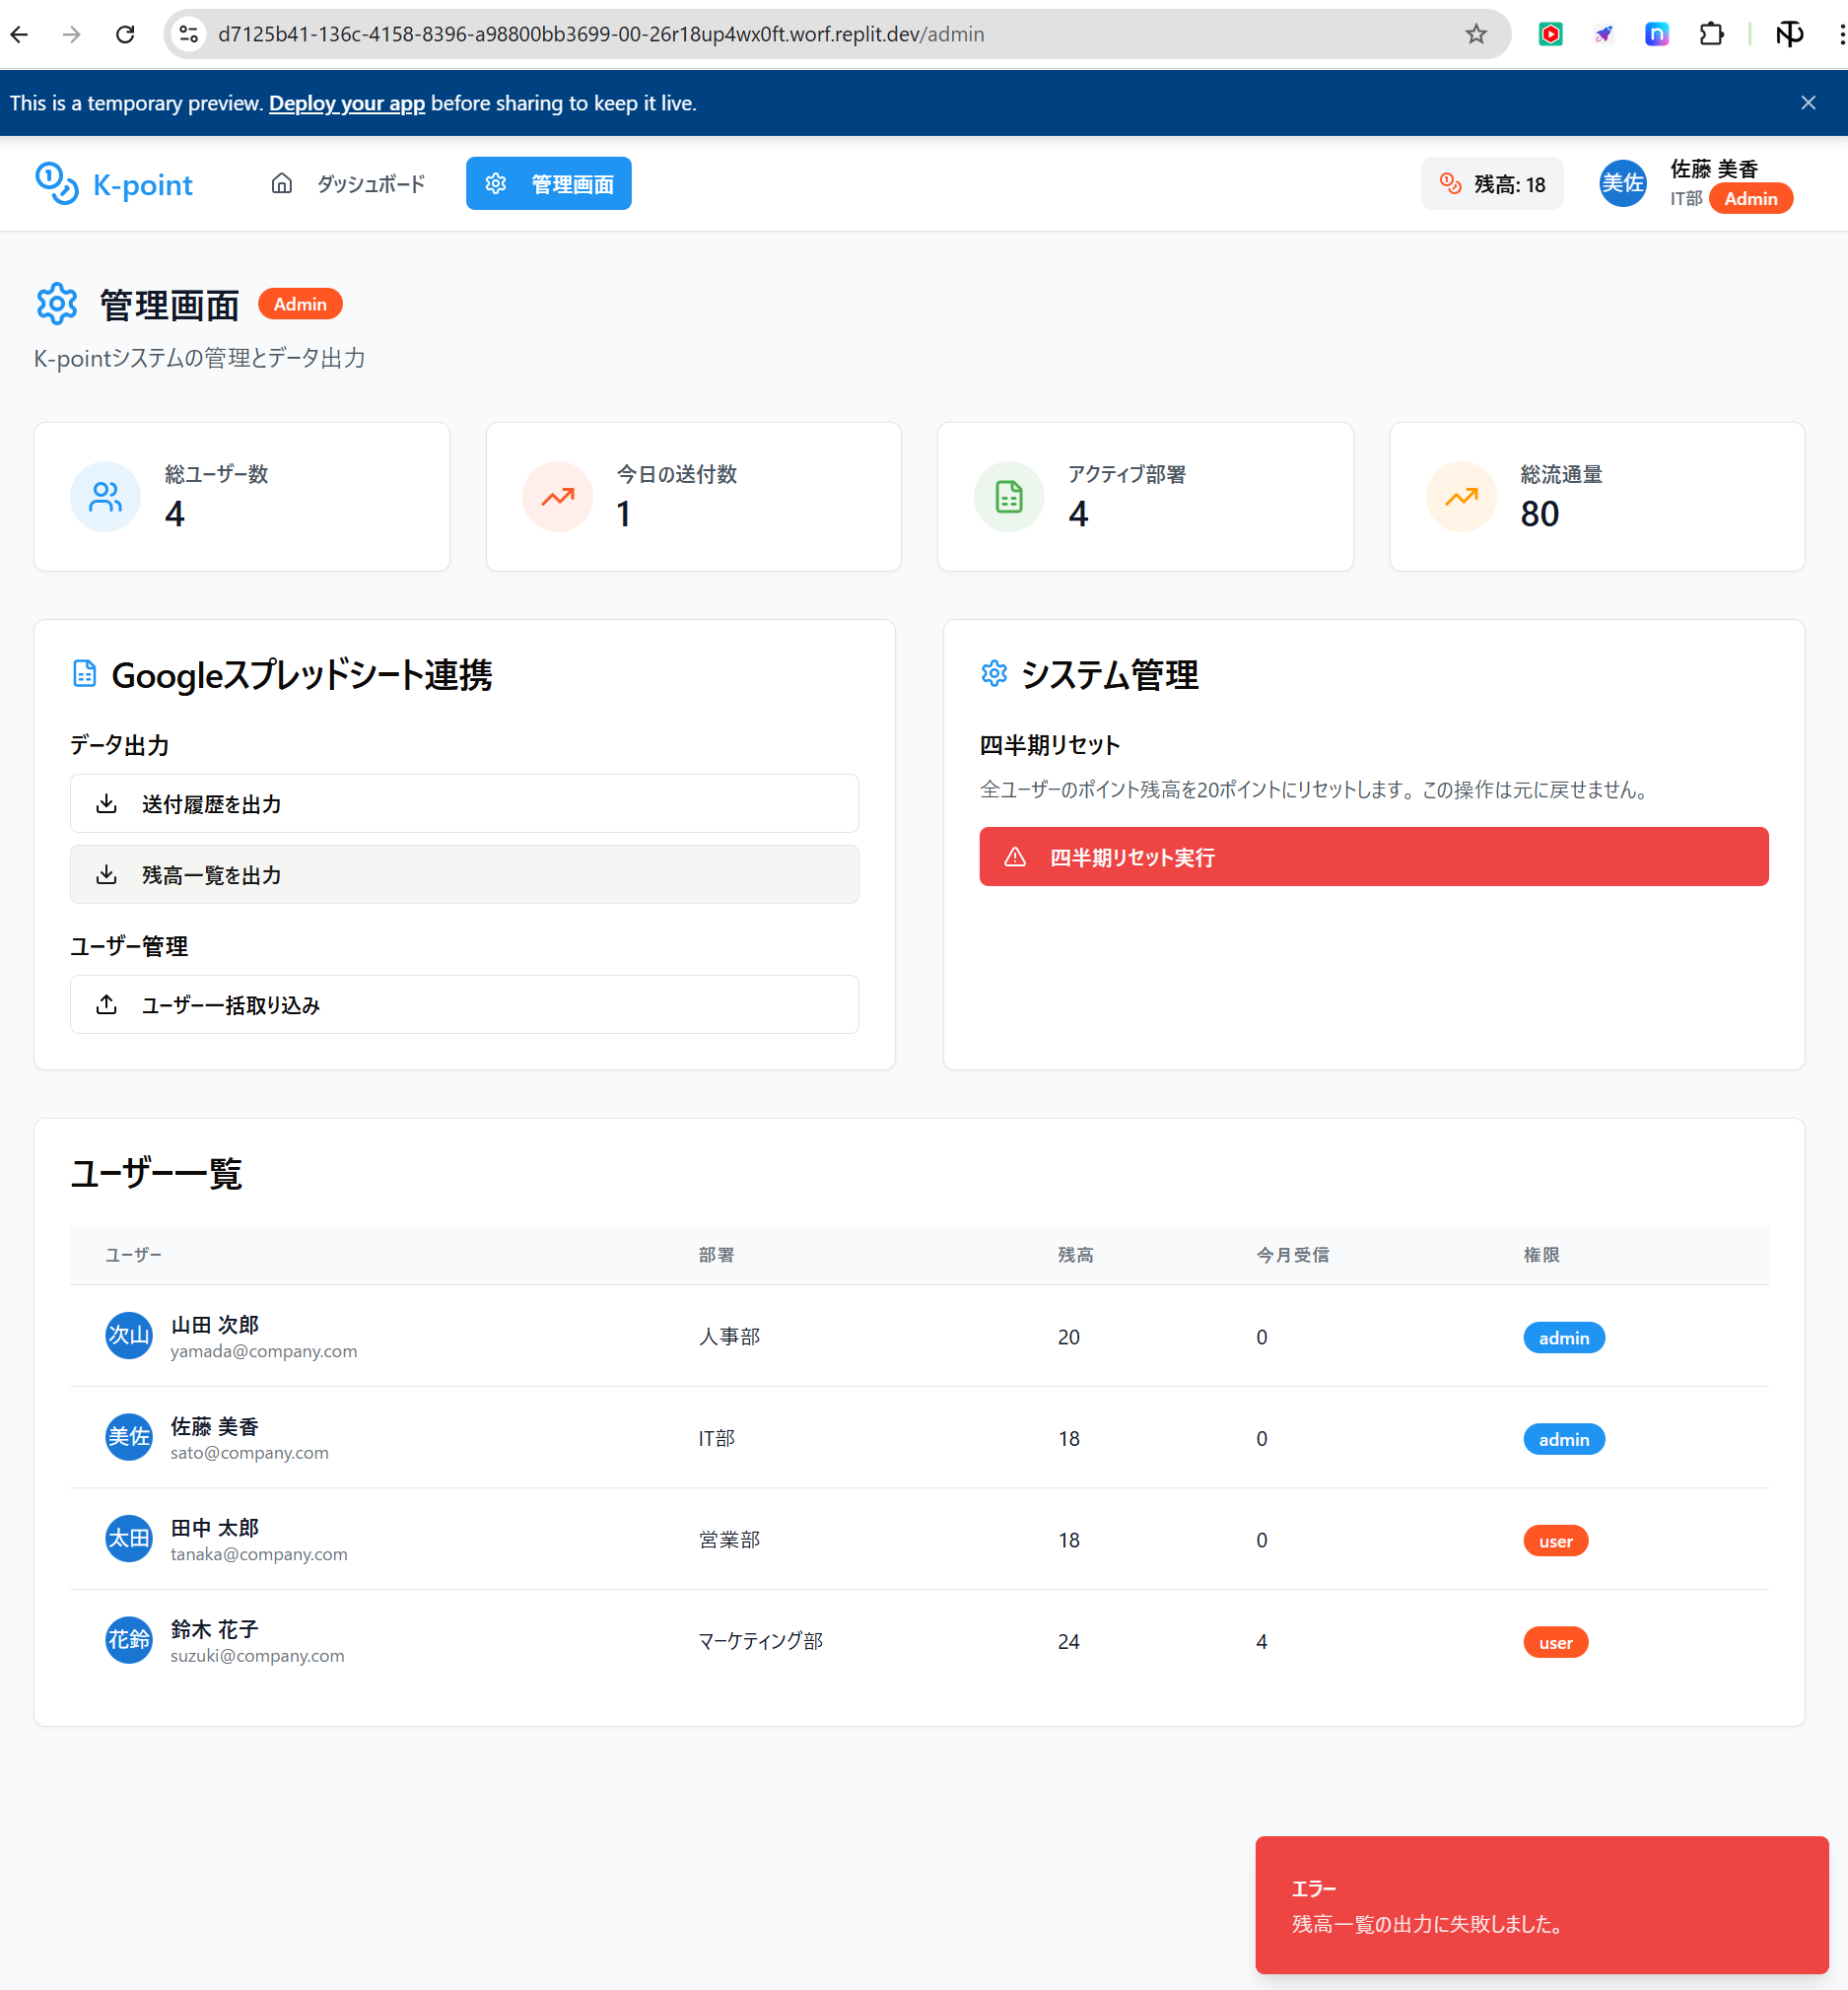 d7125b41-136c-4158-8396-a98800bb3699-00-26r18up4wx0ft.worf.replit.dev/admin
This is a temporary preview. Deploy your app before sharing to keep it live.
K-point
ダッシュボード
管理画面
残高: 18
美佐
佐藤 美香
IT部 Admin
管理画面 Admin
K-pointシステムの管理とデータ出力
総ユーザー数
4
今日の送付数
1
アクティブ部署
4
総流通量
80
Googleスプレッドシート連携
データ出力
送付履歴を出力
残高一覧を出力
ユーザー管理
ユーザー一括取り込み
システム管理
四半期リセット
全ユーザーのポイント残高を20ポイントにリセットします。この操作は元に戻せません。
四半期リセット実行
ユーザー一覧
ユーザー 部署 残高 今月受信 権限
次山 山田 次郎 人事部 20 0 admin
yamada@company.com
美佐 佐藤 美香 IT部 18 0 admin
sato@company.com
太田 田中 太郎 営業部 18 0 user
tanaka@company.com
花鈴 鈴木 花子 マーケティング部 24 4 user
suzuki@company.com
エラー
残高一覧の出力に失敗しました。